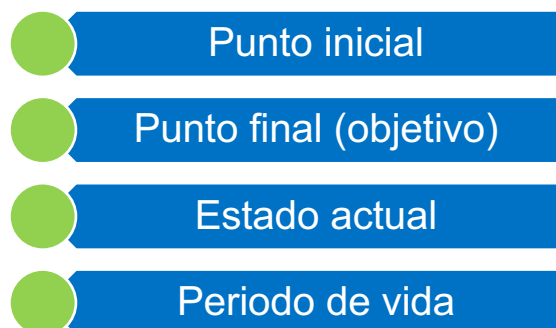 Punto inicial
Punto final (objetivo)
Estado actual
Periodo de vida